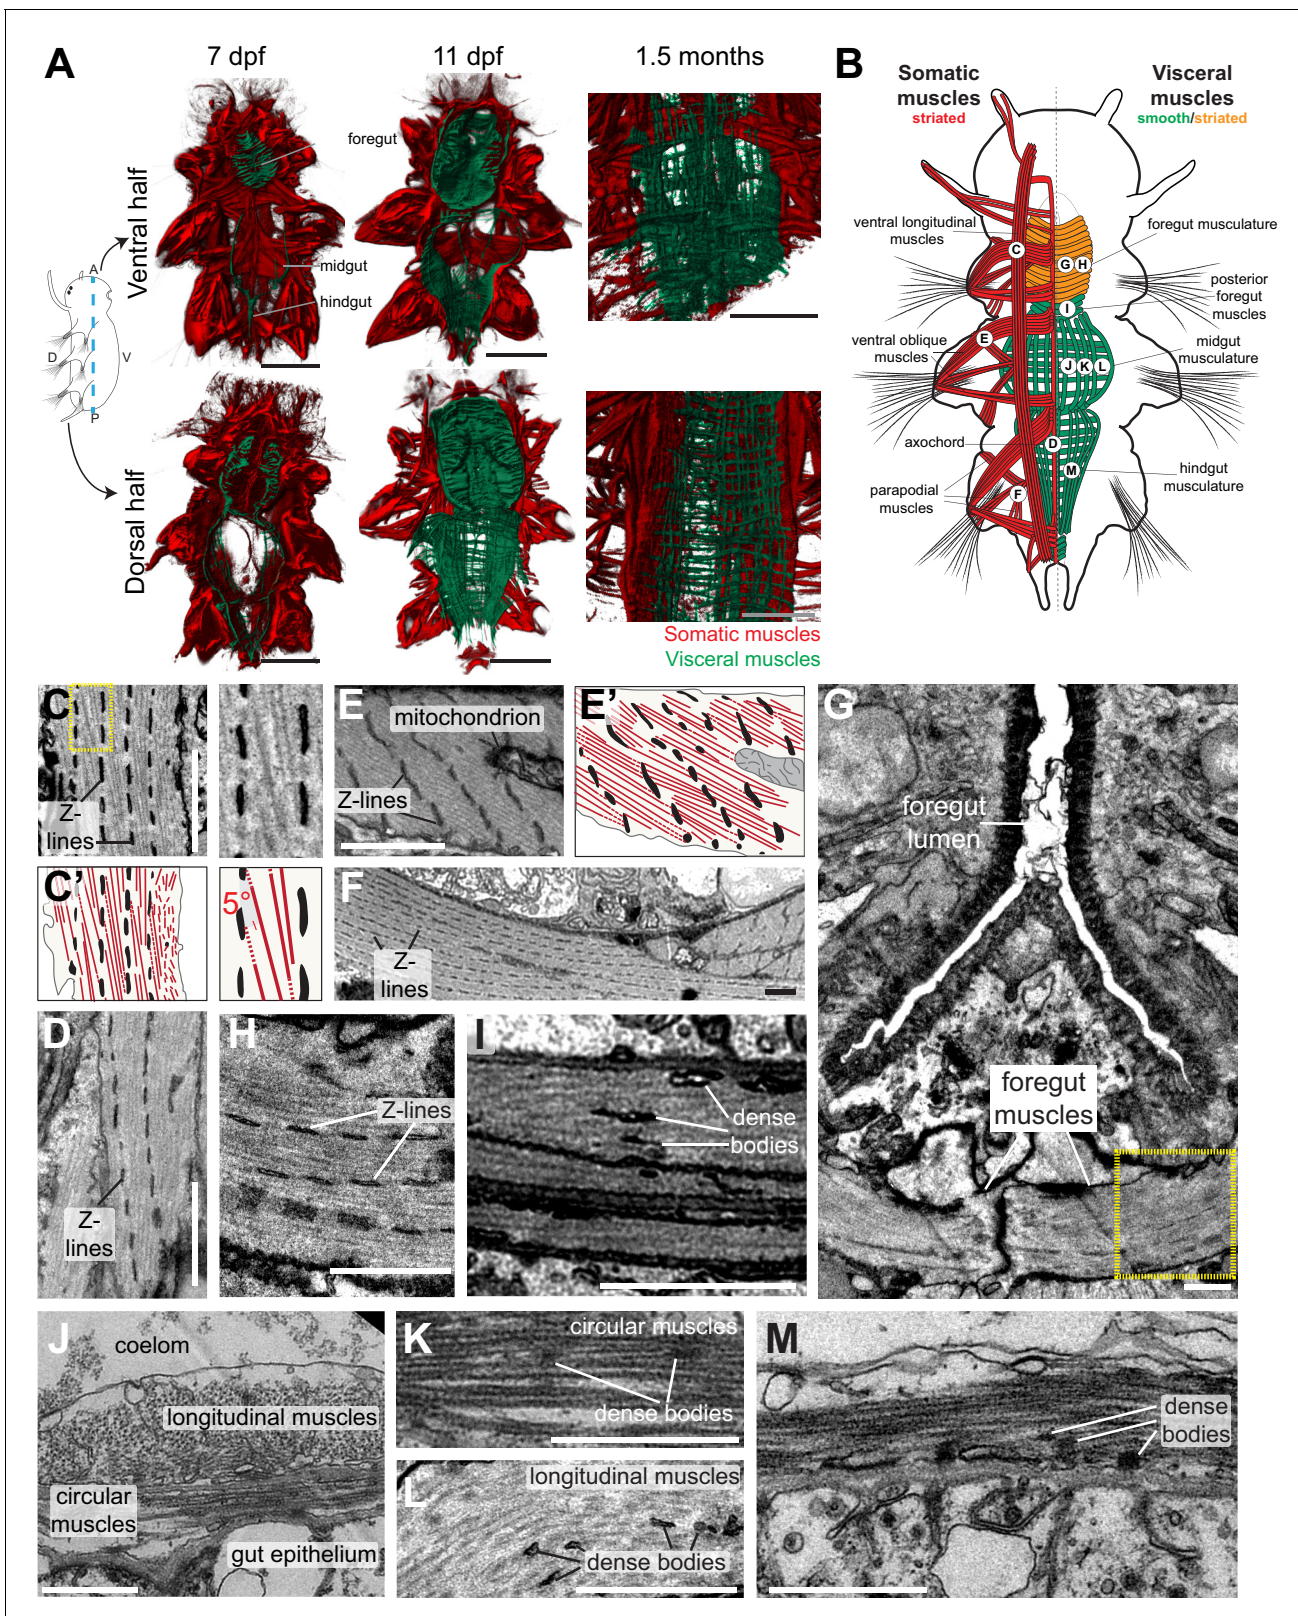 A
7 dpf
11 dpf
1.5 months
Ventral half
Dorsal half
foregut
midgut
hindgut
A
D
V
P
Somatic muscles
Visceral muscles
B
Somatic
muscles
striated
Visceral
muscles
smooth/striated
ventral longitudinal
muscles
ventral oblique
muscles
axochord
parapodial
muscles
foregut musculature
posterior
foregut
muscles
midgut
musculature
hindgut
musculature
C
G
H
I
E
J
K
L
D
M
F
C
Z-
lines
E
mitochondrion
Z-lines
E'
C'
5°
F
Z-
lines
G
foregut
lumen
foregut
muscles
D
Z-
lines
H
Z-lines
I
dense
bodies
J
coelom
longitudinal muscles
circular
muscles
gut epithelium
K
circular muscles
dense bodies
L
longitudinal muscles
dense bodies
M
dense
bodies